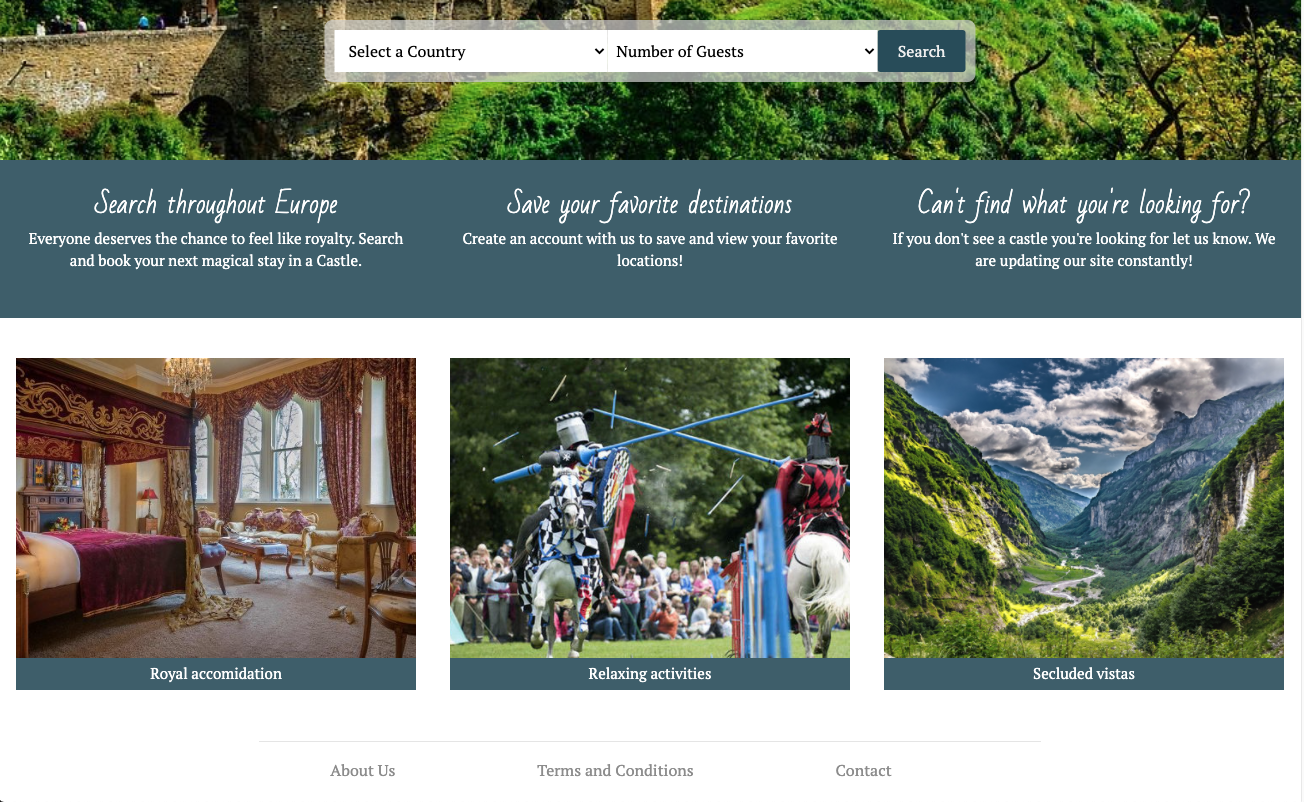 Select a Country
Number of Guests
Search
Search throughout Europe
Everyone deserves the chance to feel like royalty. Search
and book your next magical stay in a Castle.
Save your favorite destinations
Create an account with us to save and view your favorite
locations!
Can't find what you're looking for?
If you don't see a castle you're looking for let us know. We
are updating our site constantly!
Royal accomidation
Relaxing activities
Secluded vistas
About Us
Terms and Conditions
Contact